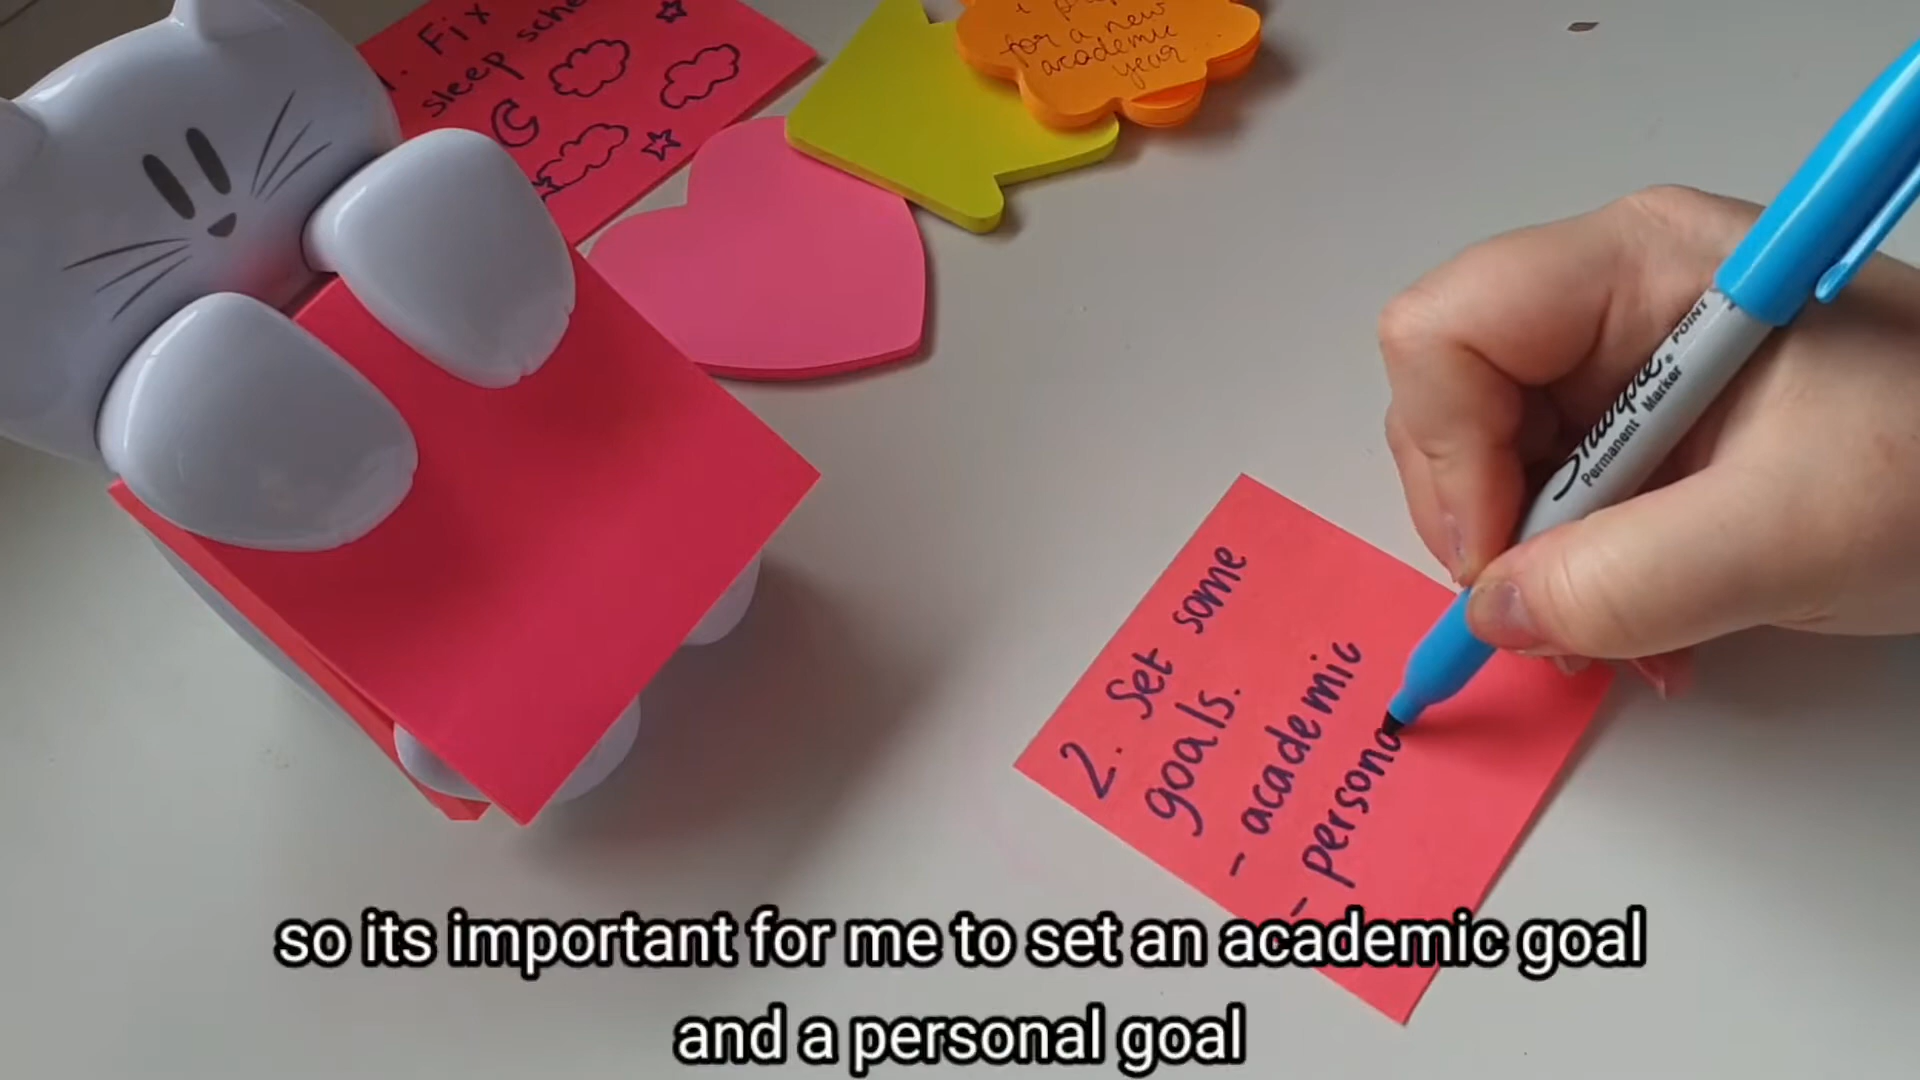 1. Fix
sleep sche
for a new
academic
year...
Sharpie
Permanent Marker
POINT
2. Set some
goals.
- academic
- persona
so its important for me to set an academic goal
and a personal goal